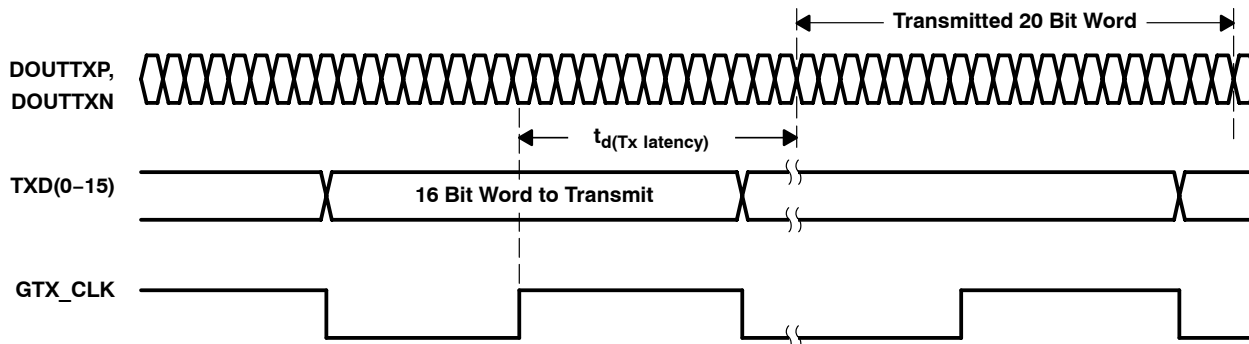 Transmitted 20 Bit Word
DOUTTXP,
DOUTTXN
td(Tx latency)
TXD(0−15)
16 Bit Word to Transmit
GTX_CLK